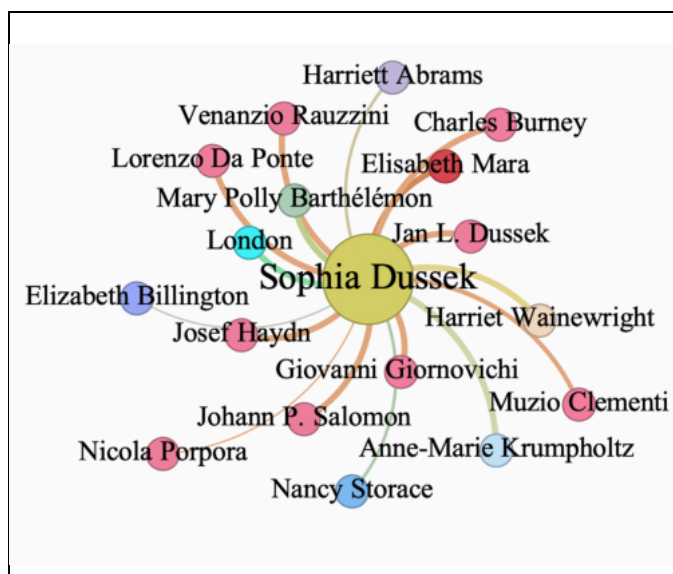 Harriett Abrams
Venanzio Rauzzini
Charles Burney
Lorenzo Da Ponte
Elisabeth Mara
Mary Polly Barthélémon
London
Jan L. Dussek
Sophia Dussek
Elizabeth Billington
Harriet Wainewright
Josef Haydn
Giovanni Giornovichi
Muzio Clementi
Johann P. Salomon
Nicola Porpora
Anne-Marie Krumpholtz
Nancy Storace